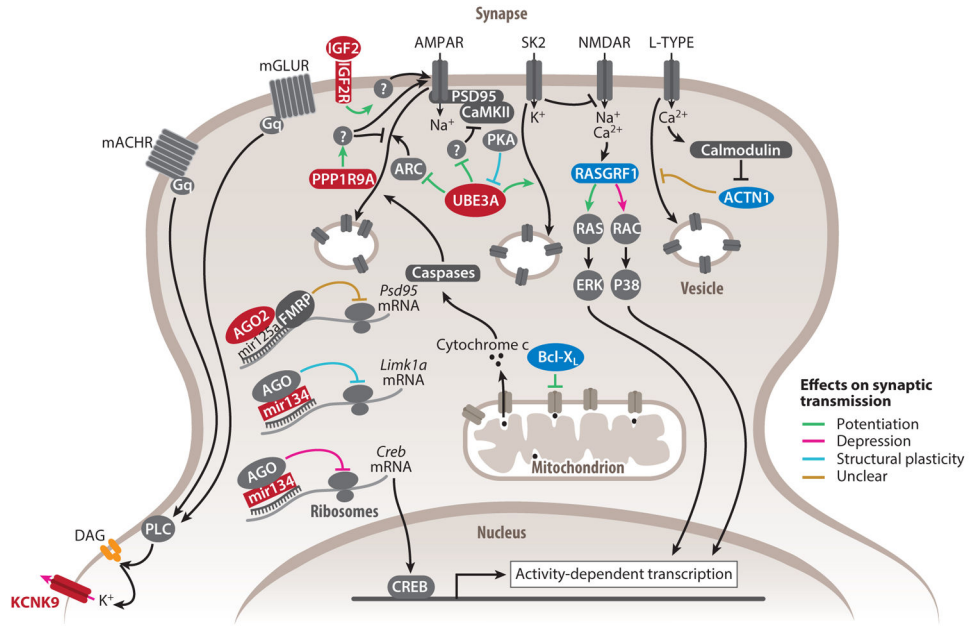 Synapse
IGF2
IGF2R
?
AMPAR
SK2
NMDAR
L-TYPE
mGLUR
Gq
mACHR
Gq
PSD95
CaMKII
Na⁺
K⁺
Na⁺
Ca²⁺
Ca²⁺
?
?
PKA
Calmodulin
PPP1R9A
ARC
UBE3A
RASGRF1
ACTN1
RAS
RAC
Caspases
ERK
P38
Vesicle
Psd95
mRNA
AGO2
FMRP
mir125a
Cytochrome c
Bcl-X_L
Limk1a
mRNA
AGO
mir134
Mitochondrion
Effects on synaptic
transmission
Potentiation
Depression
Structural plasticity
Unclear
Creb
mRNA
AGO
mir134
Ribosomes
Nucleus
DAG
PLC
KCNK9
K⁺
CREB
Activity-dependent transcription